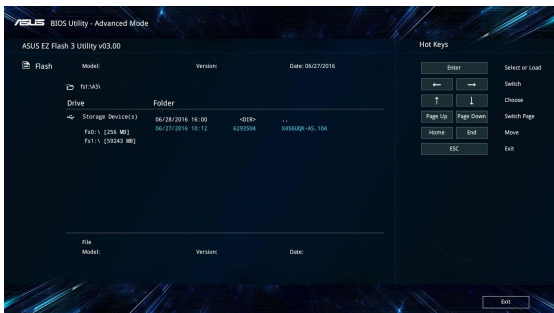 ASUS BIOS Utility - Advanced Mode
ASUS EZ Flash 3 Utility v03.00
Hot Keys
Flash
Model: Version: Date: 06/27/2016
fs1:\AS\
Drive Folder
Storage Device(s)
fs0:\ [256 MB]
fs1:\ [59243 MB]
06/28/2016 16:00 <DIR> ..
06/27/2016 10:12 6293504 X456UQK-AS.104
File
Model: Version: Date:
Enter Select or Load
← → Switch
↑ ↓ Choose
Page Up Page Down Switch Page
Home End Move
ESC Exit
Exit